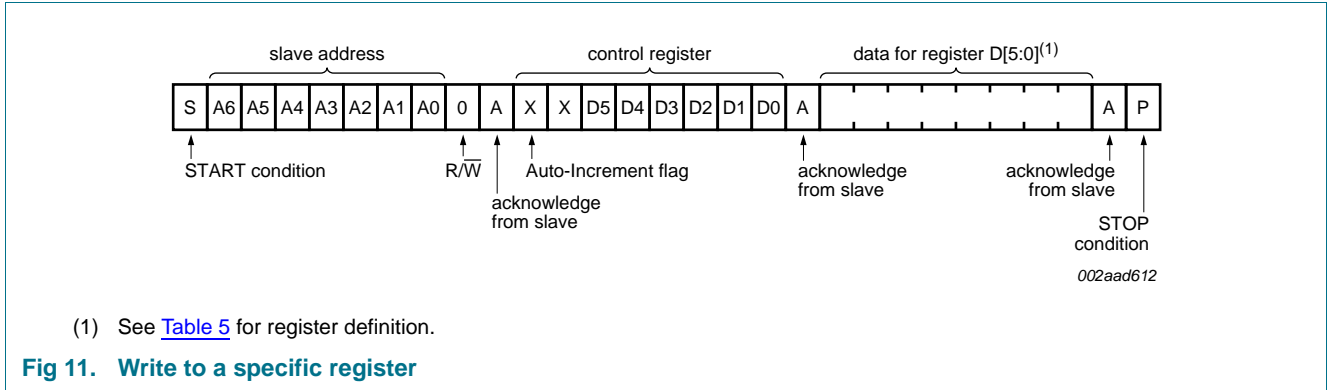 slave address control register data for register D[5:0](1)
S A6 A5 A4 A3 A2 A1 A0 0 A X X D5 D4 D3 D2 D1 D0 A A P
START condition R/W̅ Auto-Increment flag acknowledge from slave acknowledge from slave
acknowledge
from slave
STOP
condition
002aad612
(1) See Table 5 for register definition.
Fig 11. Write to a specific register